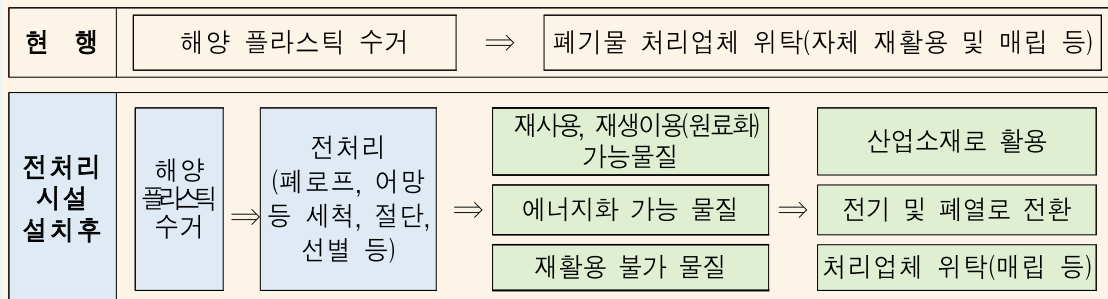 현 행
해양 플라스틱 수거
⇒
폐기물 처리업체 위탁(자체 재활용 및 매립 등)
전처리
시설
설치후
해양
플라스틱
수거
⇒
전처리
(폐로프, 어망
등 세척, 절단,
선별 등)
⇒
재사용, 재생이용(원료화)
가능물질
에너지화 가능 물질
재활용 불가 물질
⇒
산업소재로 활용
전기 및 폐열로 전환
처리업체 위탁(매립 등)